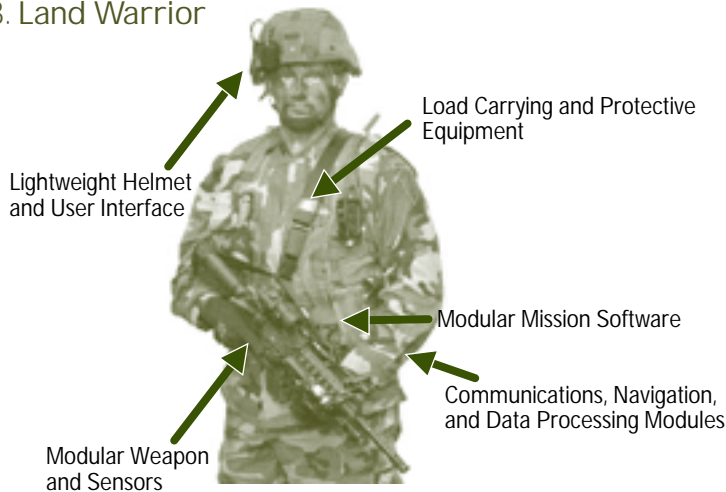 3. Land Warrior
Load Carrying and Protective
Equipment
Lightweight Helmet
and User Interface
Modular Mission Software
Communications, Navigation,
and Data Processing Modules
Modular Weapon
and Sensors